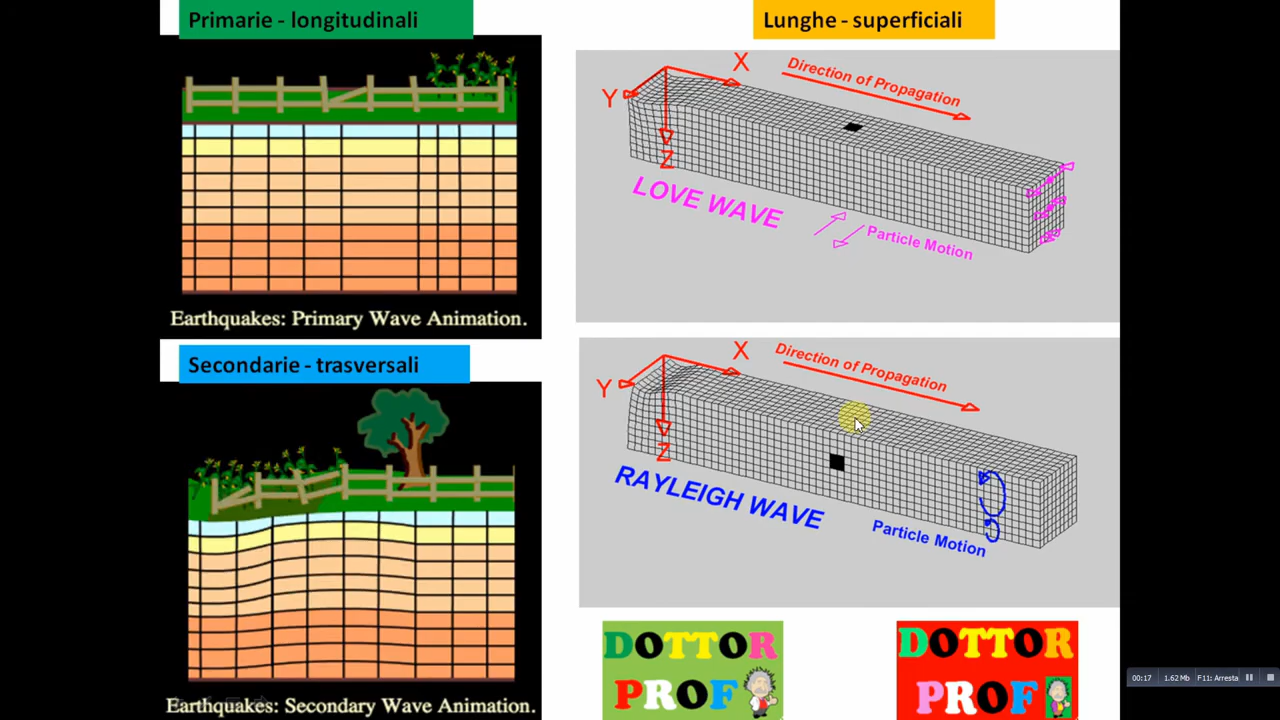 Primarie - longitudinali
Earthquakes: Primary Wave Animation.
Secondarie - trasversali
Earthquakes: Secondary Wave Animation.
Lunghe - superficiali
X
Y
Z
Direction of Propagation
LOVE WAVE
Particle Motion
X
Y
Z
Direction of Propagation
RAYLEIGH WAVE
Particle Motion
DOTTOR
PROF
DOTTOR
PROF
00:17 1.62 Mb F11: Arresta